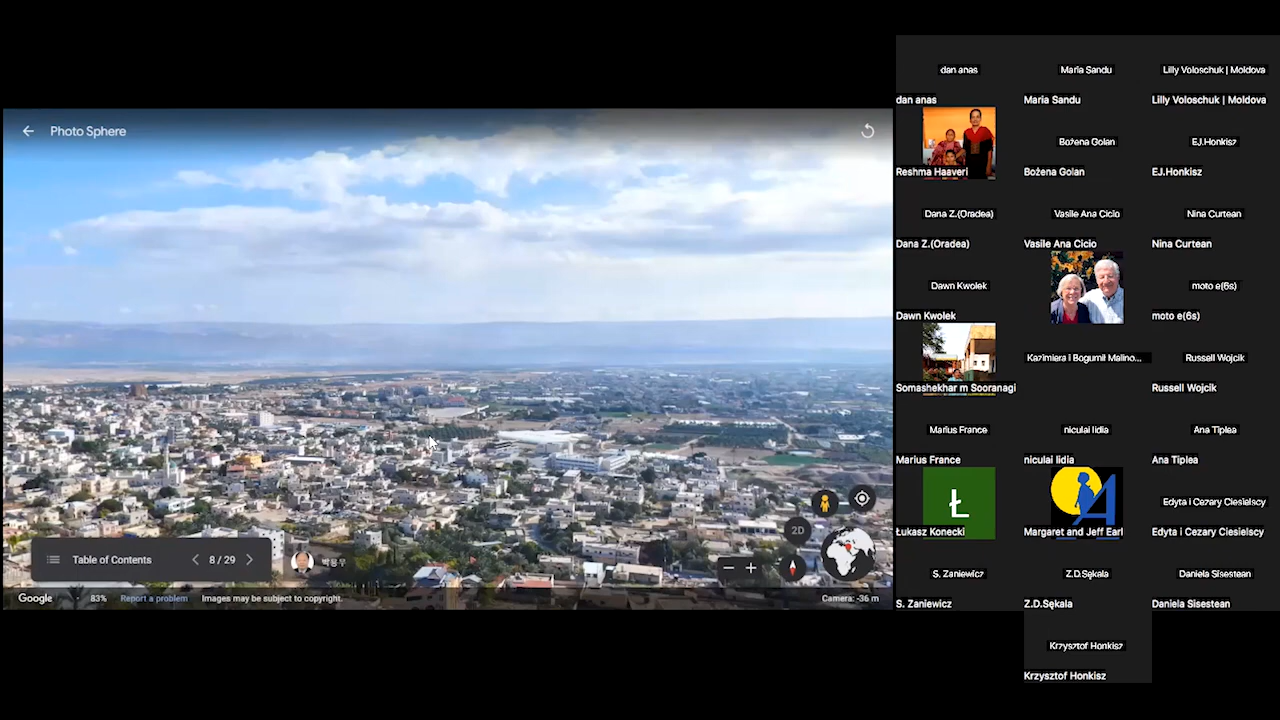 Photo Sphere
2D
Table of Contents
8 / 29
박동우
Google
83%
Report a problem
Images may be subject to copyright.
Camera: -36 m
dan anas
Maria Sandu
Lilly Voloschuk | Moldova
dan anas
Maria Sandu
Lilly Voloschuk | Moldova
Bożena Golan
EJ.Honkisz
Reshma Haaveri
Bożena Golan
EJ.Honkisz
Dana Z.(Oradea)
Vasile Ana Cicio
Nina Curtean
Dana Z.(Oradea)
Vasile Ana Cicio
Nina Curtean
Dawn Kwolek
moto e(6s)
Dawn Kwolek
moto e(6s)
Kazimiera i Bogumił Malino...
Russell Wojcik
Somashekhar m Sooranagi
Russell Wojcik
Marius France
niculai lidia
Ana Tiplea
Marius France
niculai lidia
Ana Tiplea
Ł
A
Edyta i Cezary Ciesielscy
Łukasz Konecki
Margaret and Jeff Earl
Edyta i Cezary Ciesielscy
S. Zaniewicz
Z.D.Sękala
Daniela Sisestean
S. Zaniewicz
Z.D.Sękala
Daniela Sisestean
Krzysztof Honkisz
Krzysztof Honkisz